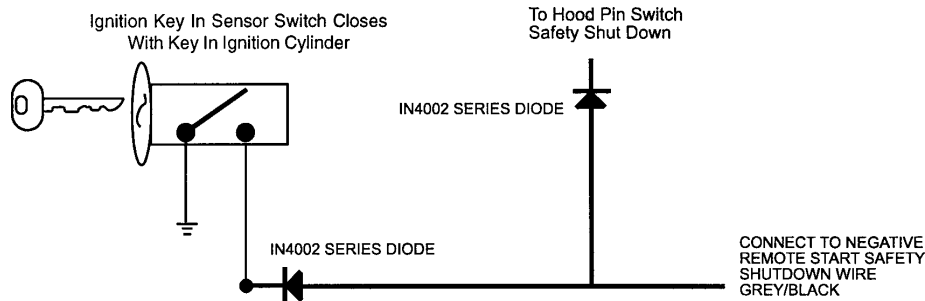 Ignition Key In Sensor Switch Closes
With Key In Ignition Cylinder
To Hood Pin Switch
Safety Shut Down
IN4002 SERIES DIODE
IN4002 SERIES DIODE
CONNECT TO NEGATIVE
REMOTE START SAFETY
SHUTDOWN WIRE
GREY/BLACK